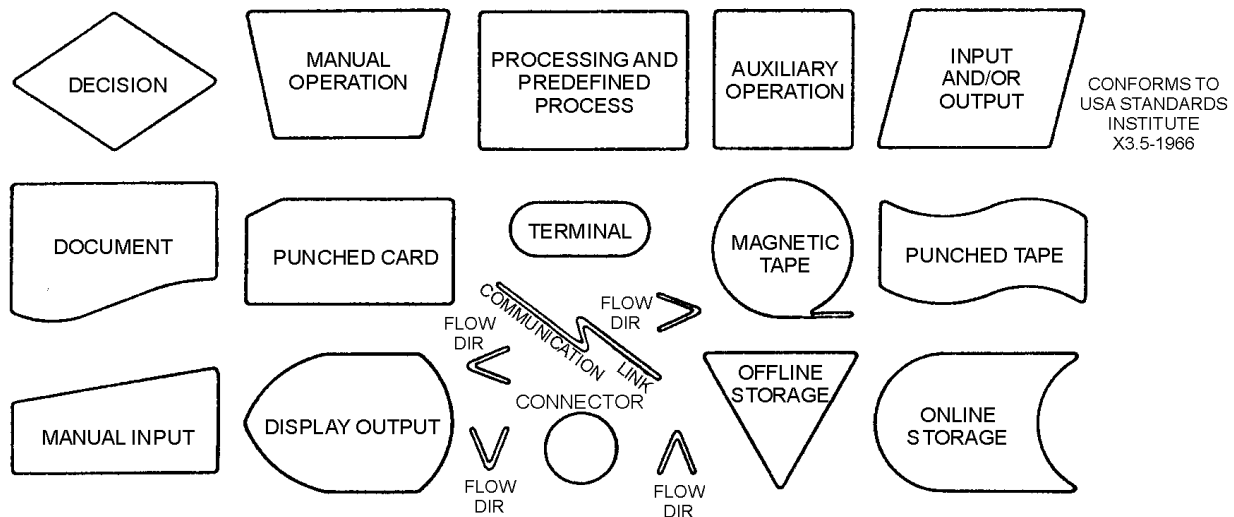 DECISION
MANUAL
OPERATION
PROCESSING AND
PREDEFINED
PROCESS
AUXILIARY
OPERATION
INPUT
AND/OR
OUTPUT
CONFORMS TO
USA STANDARDS
INSTITUTE
X3.5-1966
DOCUMENT
PUNCHED CARD
TERMINAL
MAGNETIC
TAPE
PUNCHED TAPE
COMMUNICATION
LINK
FLOW
DIR
FLOW
DIR
MANUAL INPUT
DISPLAY OUTPUT
CONNECTOR
OFFLINE
STORAGE
ONLINE
STORAGE
FLOW
DIR
FLOW
DIR